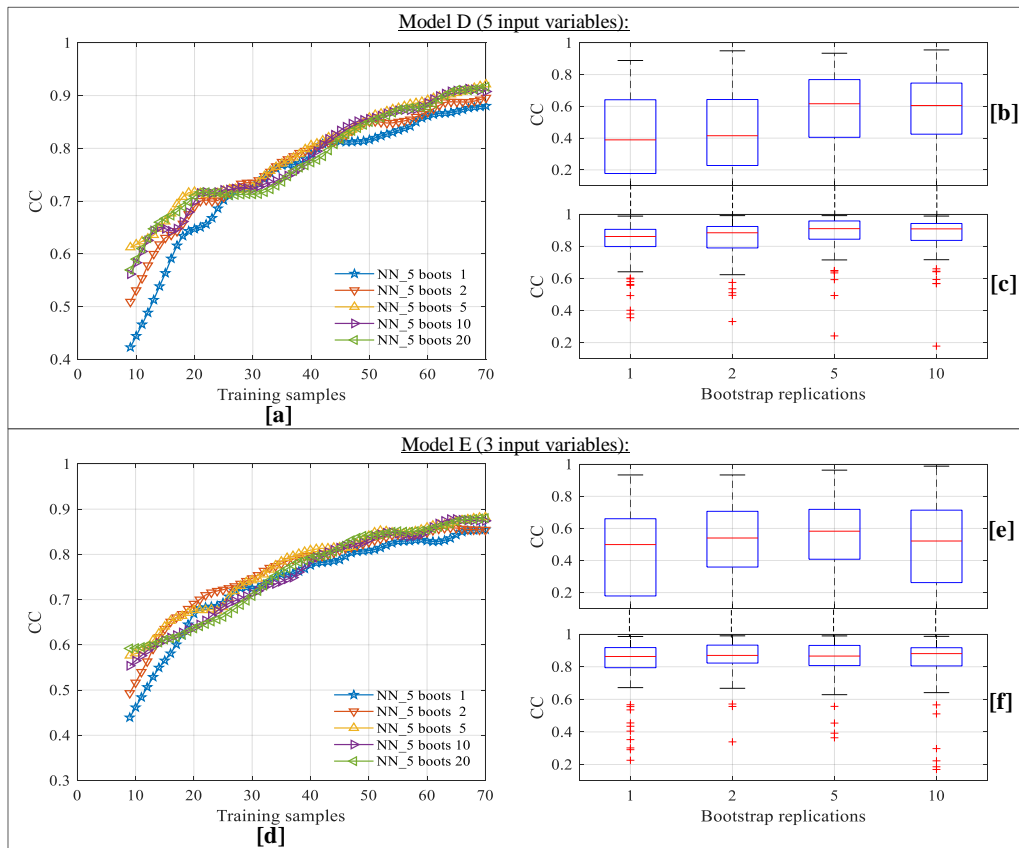 Model D (5 input variables):
1
0.9
0.8
0.7
0.6
0.5
0.4
CC
0 10 20 30 40 50 60 70
Training samples
NN_5 boots 1
NN_5 boots 2
NN_5 boots 5
NN_5 boots 10
NN_5 boots 20
[a]
1
0.8
0.6
0.4
0.2
CC
[b]
1
0.8
0.6
0.4
0.2
CC
[c]
1 2 5 10
Bootstrap replications
Model E (3 input variables):
1
0.9
0.8
0.7
0.6
0.5
0.4
0.3
CC
0 10 20 30 40 50 60 70
Training samples
NN_5 boots 1
NN_5 boots 2
NN_5 boots 5
NN_5 boots 10
NN_5 boots 20
[d]
1
0.8
0.6
0.4
0.2
CC
[e]
1
0.8
0.6
0.4
0.2
CC
[f]
1 2 5 10
Bootstrap replications